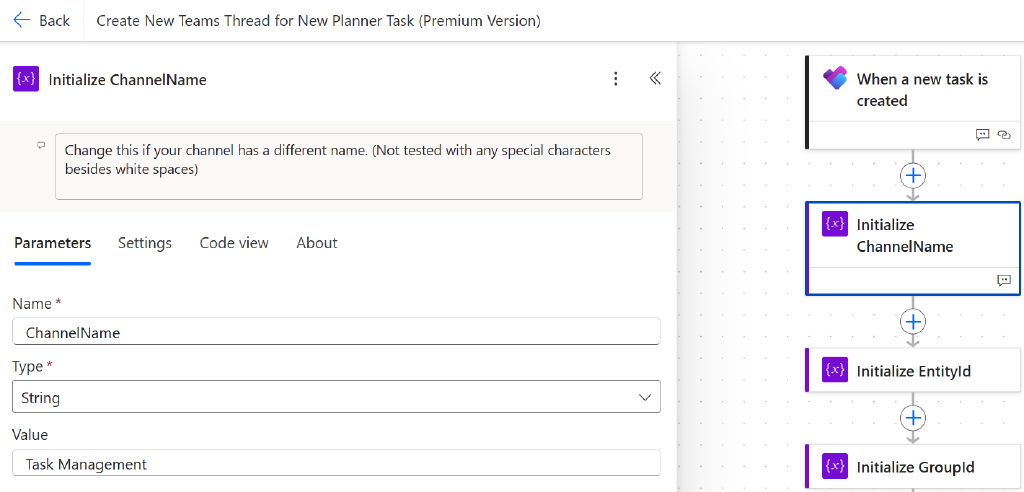 Back
Create New Teams Thread for New Planner Task (Premium Version)
{x} Initialize ChannelName
Change this if your channel has a different name. (Not tested with any special characters
besides white spaces)
Parameters Settings Code view About
Name *
ChannelName
Type *
String
Value
Task Management
When a new task is
created
{x} Initialize
ChannelName
{x} Initialize EntityId
{x} Initialize GroupId